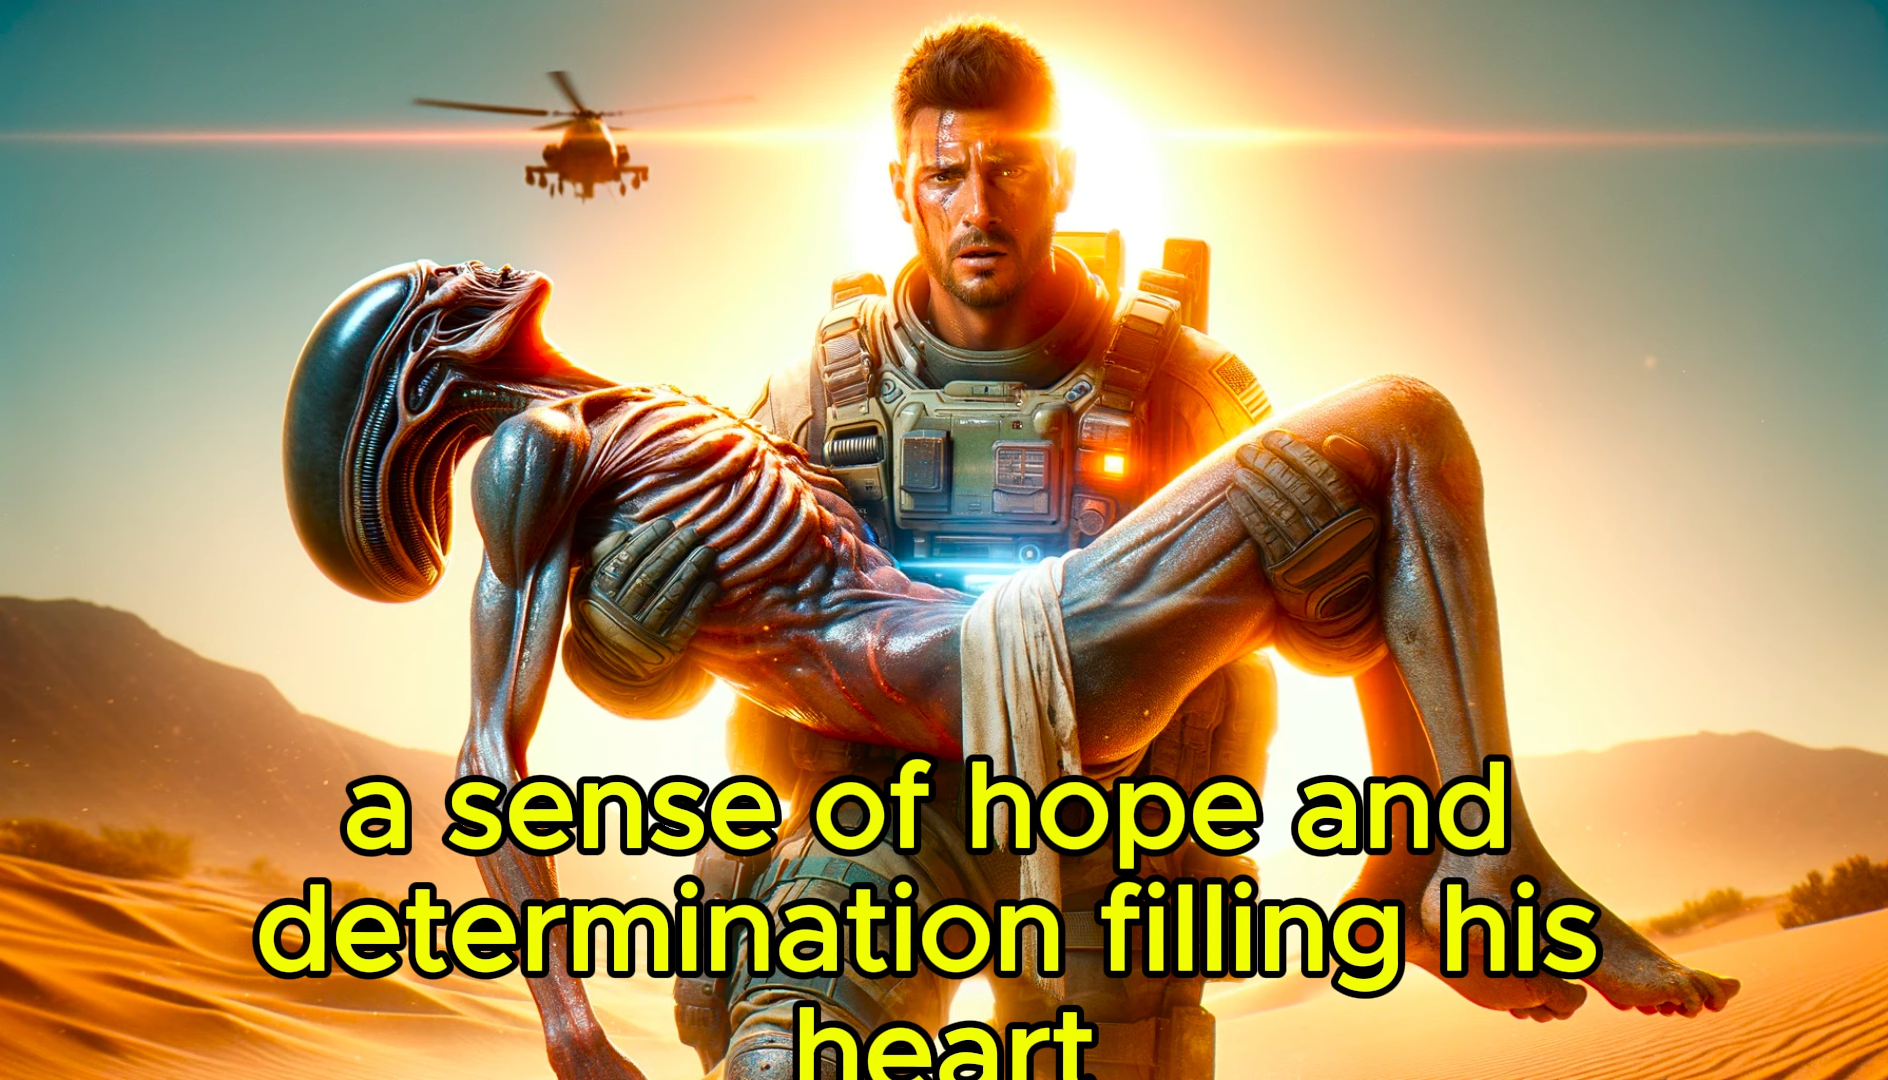 a sense of hope and
determination filling his
heart